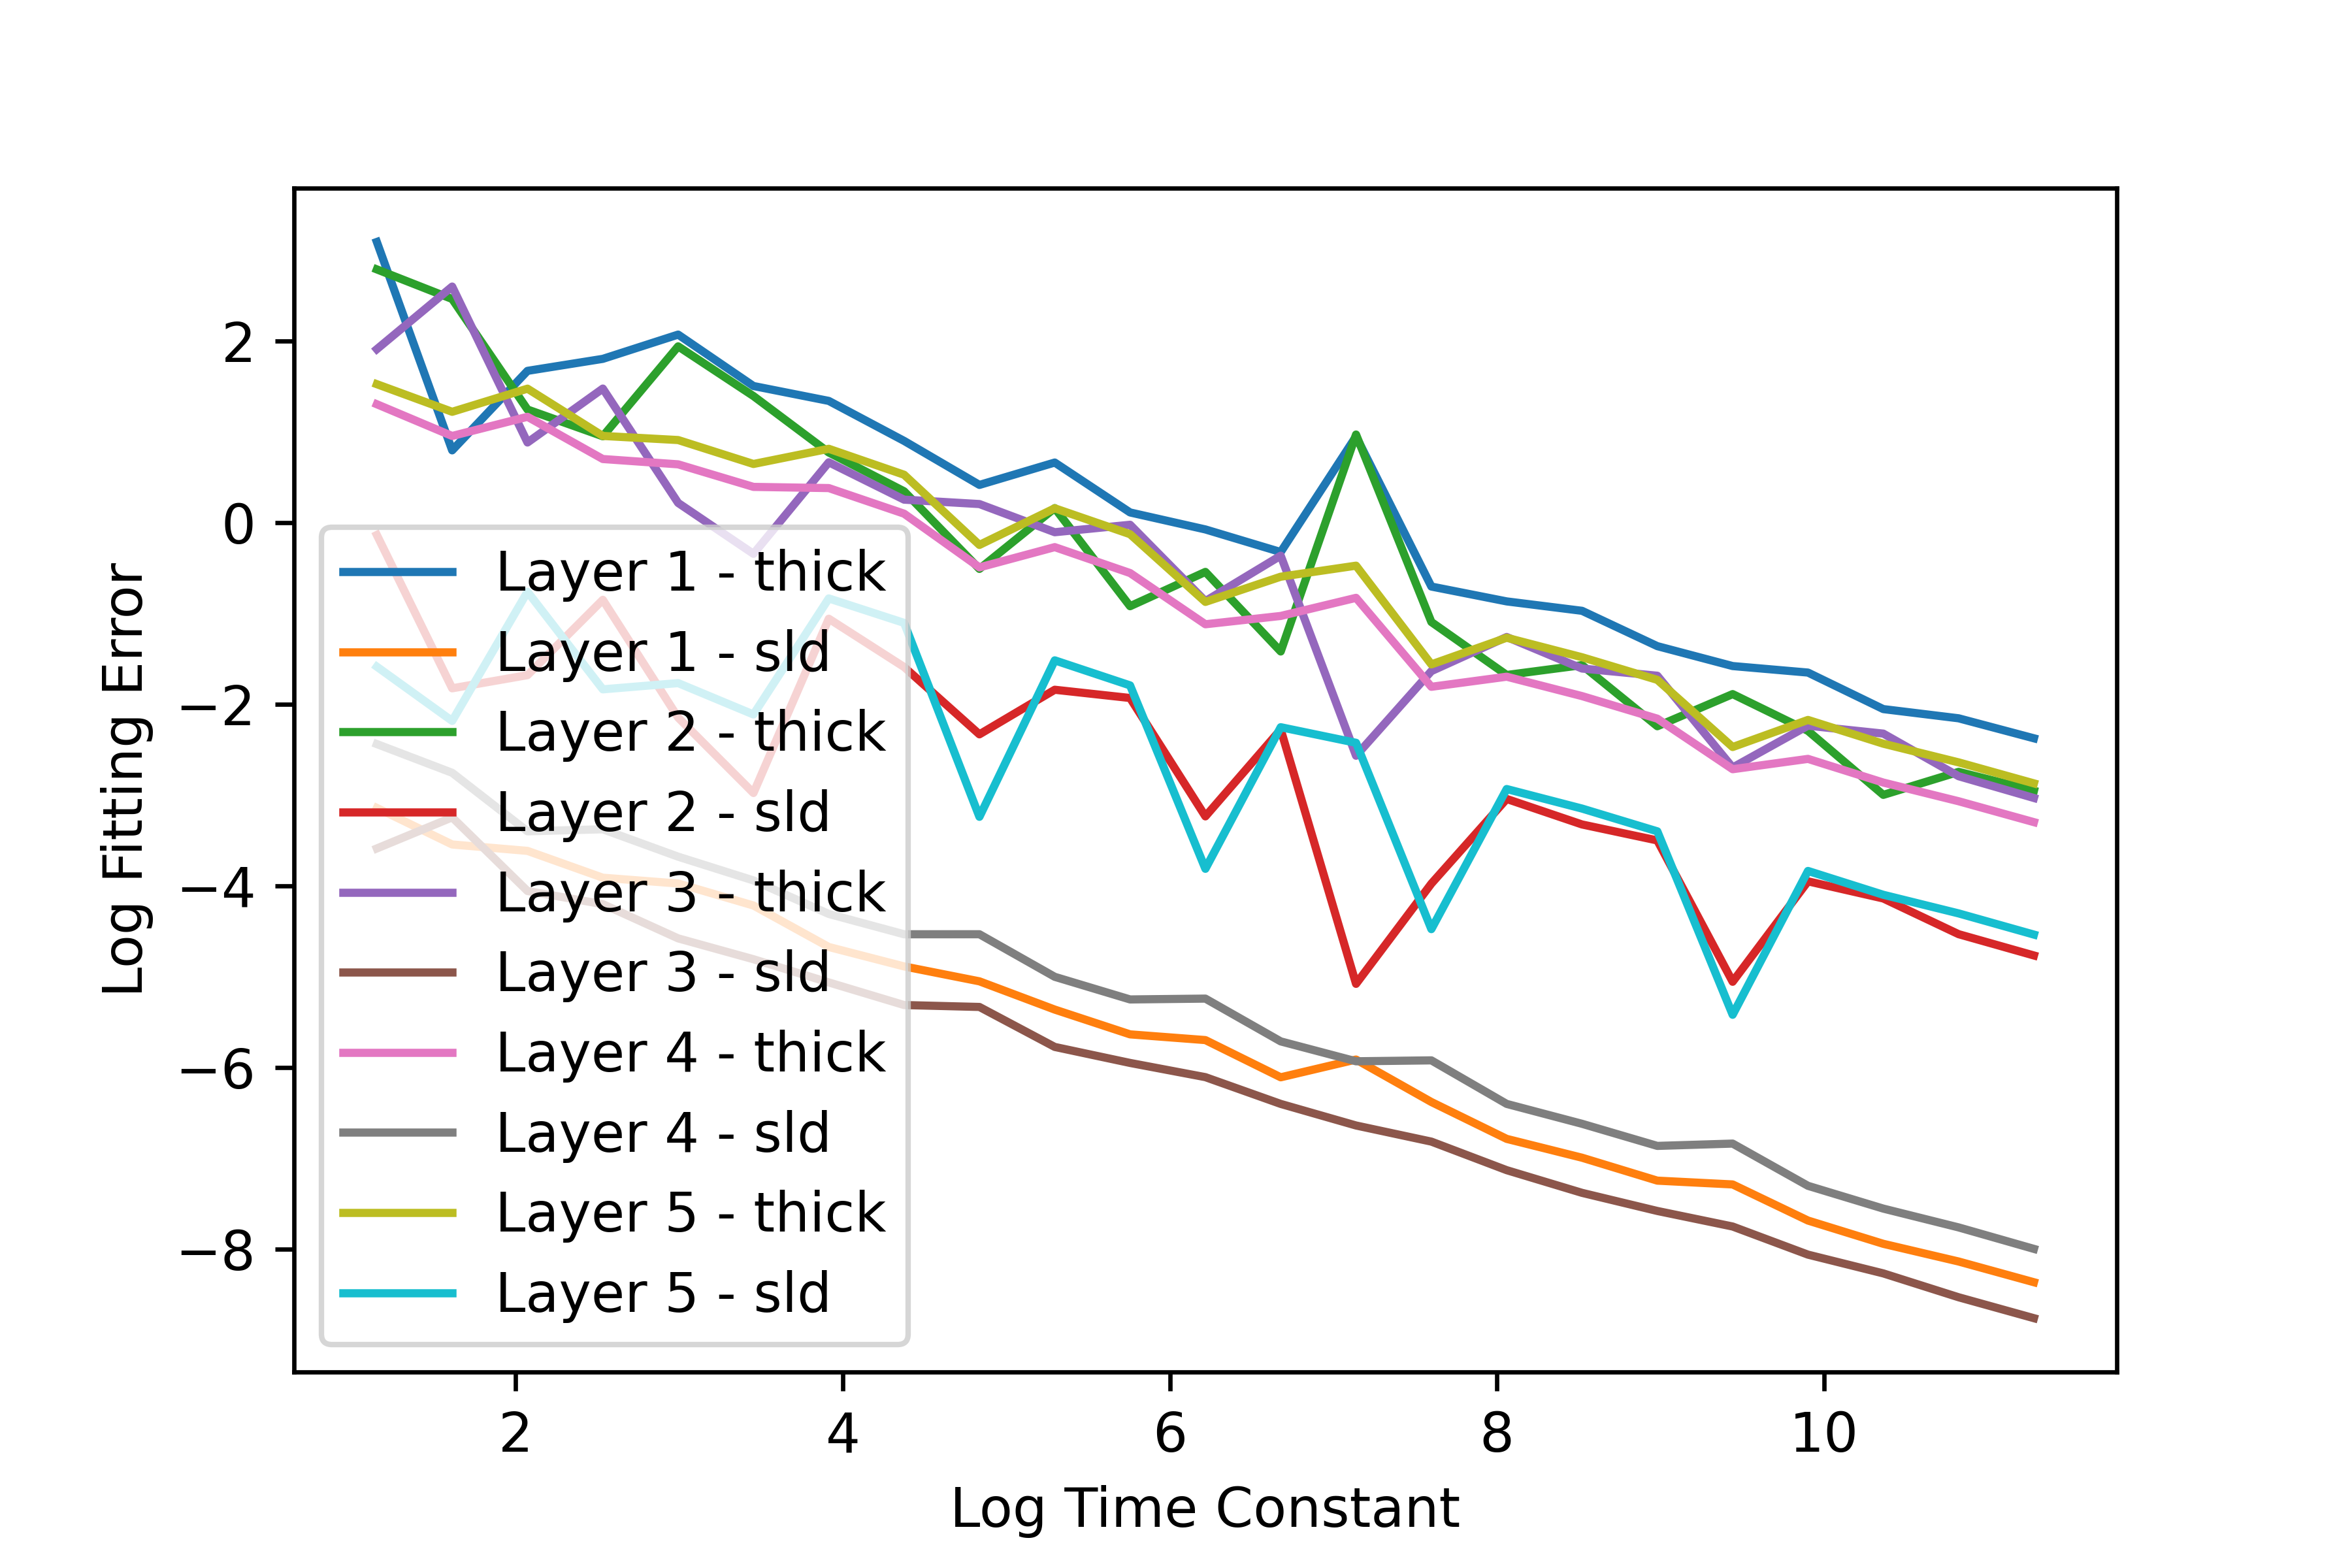 2
0
−2
−4
−6
−8
Log Fitting Error
Layer 1 - thick
Layer 1 - sld
Layer 2 - thick
Layer 2 - sld
Layer 3 - thick
Layer 3 - sld
Layer 4 - thick
Layer 4 - sld
Layer 5 - thick
Layer 5 - sld
2 4 6 8 10
Log Time Constant